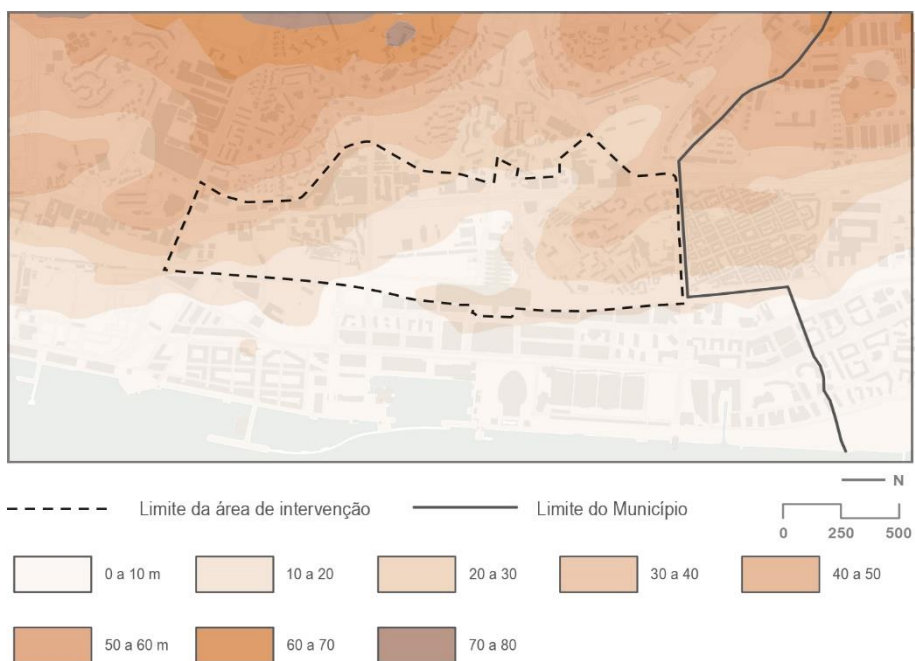 N
Limite da área de intervenção
Limite do Município
0 250 500
0 a 10 m
10 a 20
20 a 30
30 a 40
40 a 50
50 a 60 m
60 a 70
70 a 80